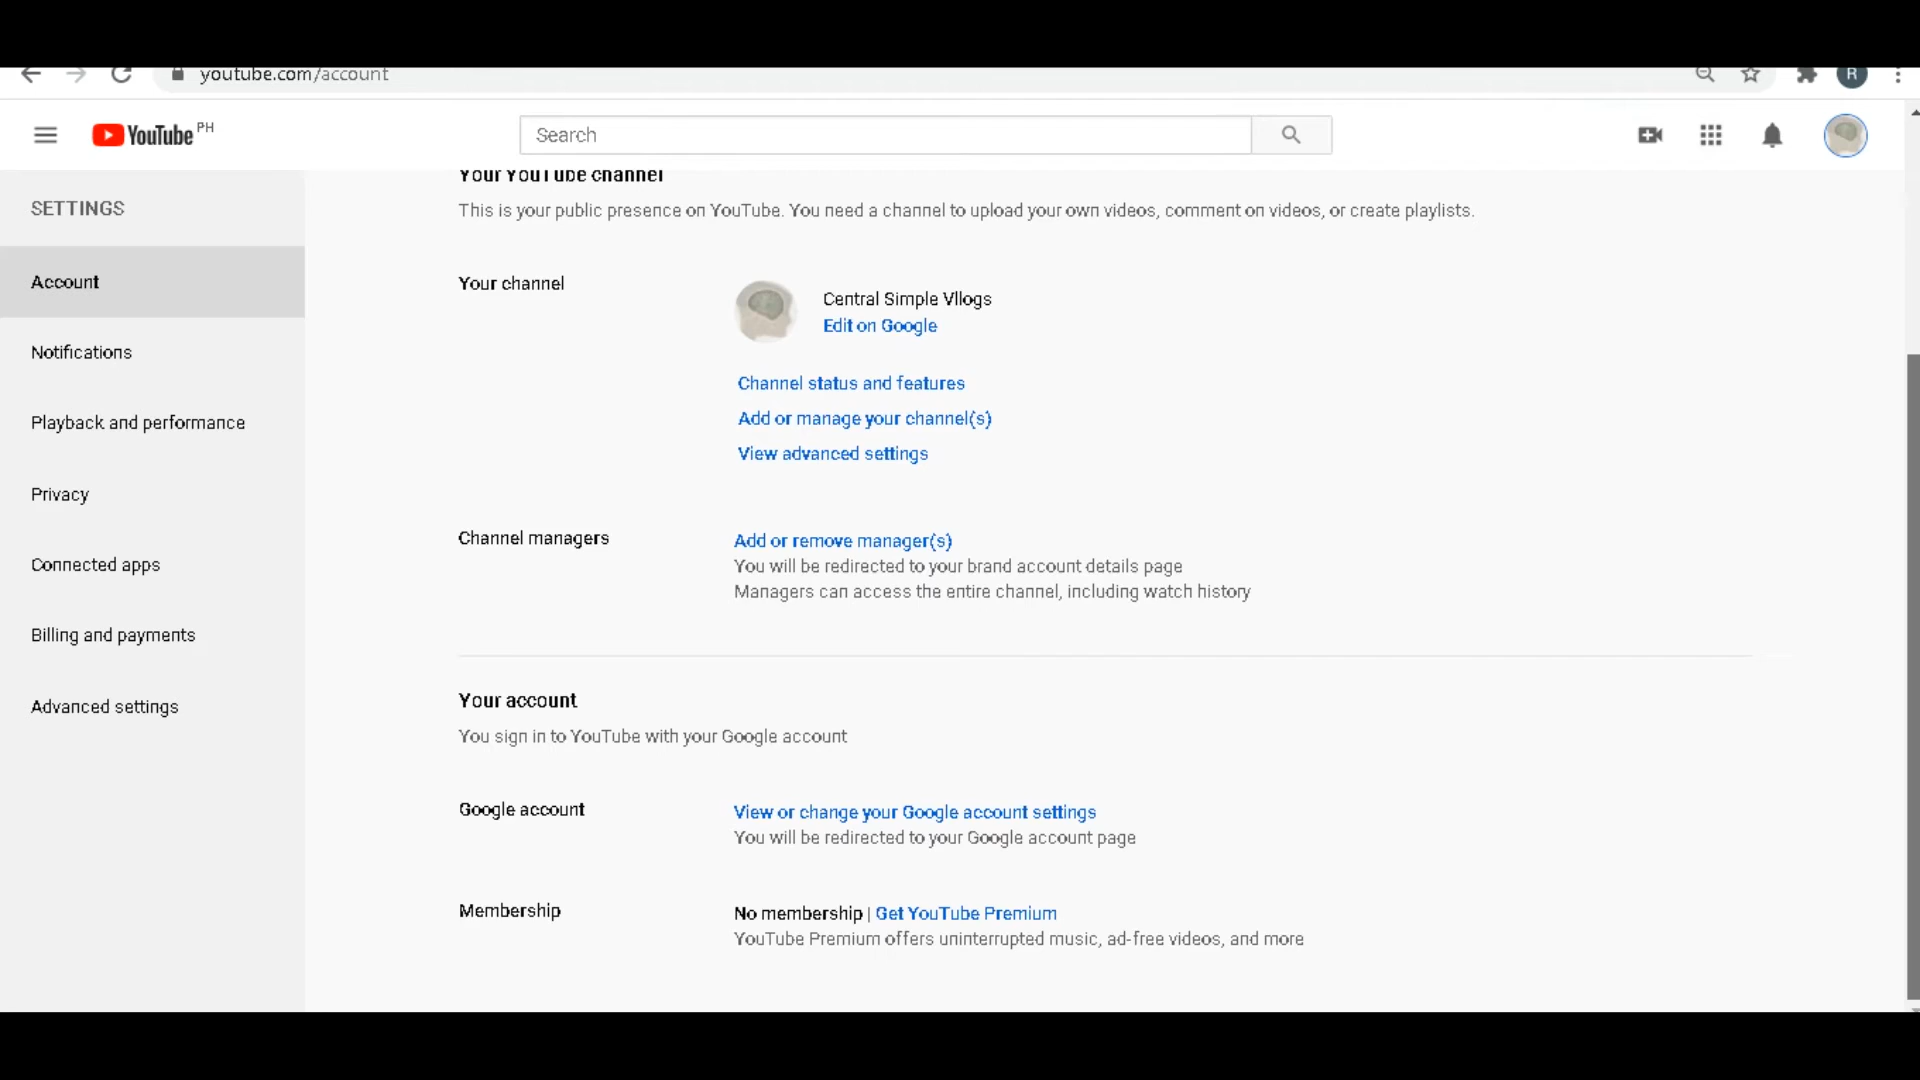 youtube.com/account
R
YouTube PH
Search
SETTINGS
Account
Notifications
Playback and performance
Privacy
Connected apps
Billing and payments
Advanced settings
Your YouTube channel
This is your public presence on YouTube. You need a channel to upload your own videos, comment on videos, or create playlists.
Your channel
Central Simple Vllogs
Edit on Google
Channel status and features
Add or manage your channel(s)
View advanced settings
Channel managers
Add or remove manager(s)
You will be redirected to your brand account details page
Managers can access the entire channel, including watch history
Your account
You sign in to YouTube with your Google account
Google account
View or change your Google account settings
You will be redirected to your Google account page
Membership
No membership | Get YouTube Premium
YouTube Premium offers uninterrupted music, ad-free videos, and more